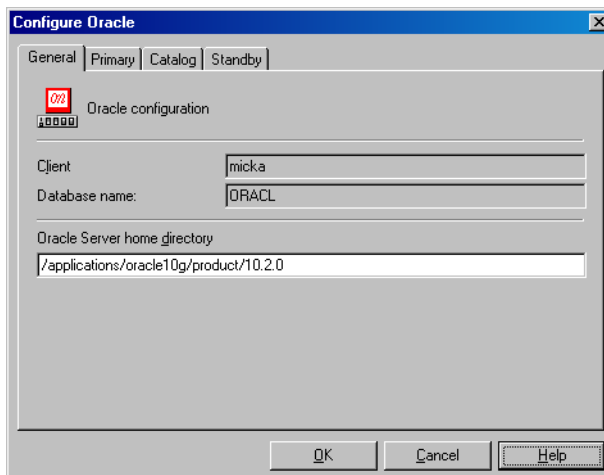 Configure Oracle
General Primary Catalog Standby
Oracle configuration
Client micka
Database name: ORACL
Oracle Server home directory
/applications/oracle10g/product/10.2.0
OK Cancel Help